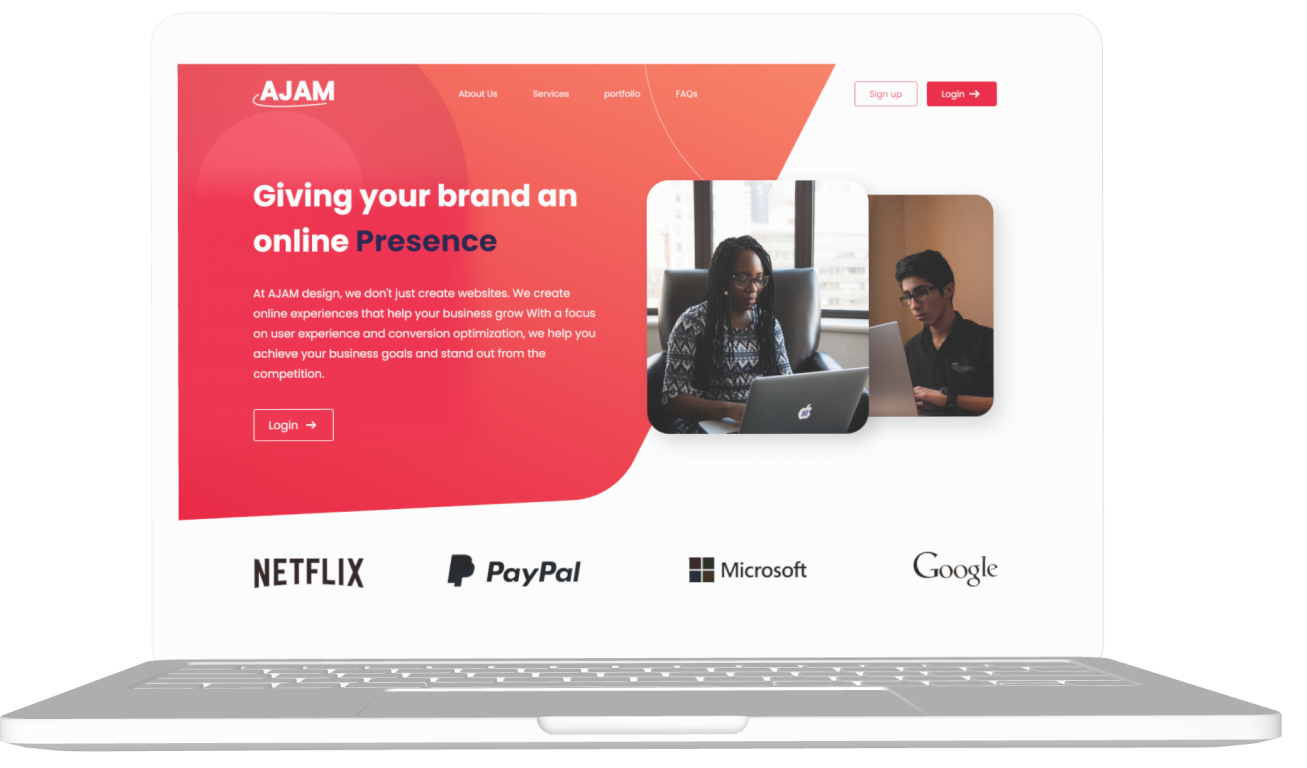 AJAM
About Us Services portfolio FAQs
Sign up
Login →
Giving your brand an
online Presence
At AJAM design, we don't just create websites. We create
online experiences that help your business grow With a focus
on user experience and conversion optimization, we help you
achieve your business goals and stand out from the
competition.
Login →
NETFLIX
PayPal
Microsoft
Google